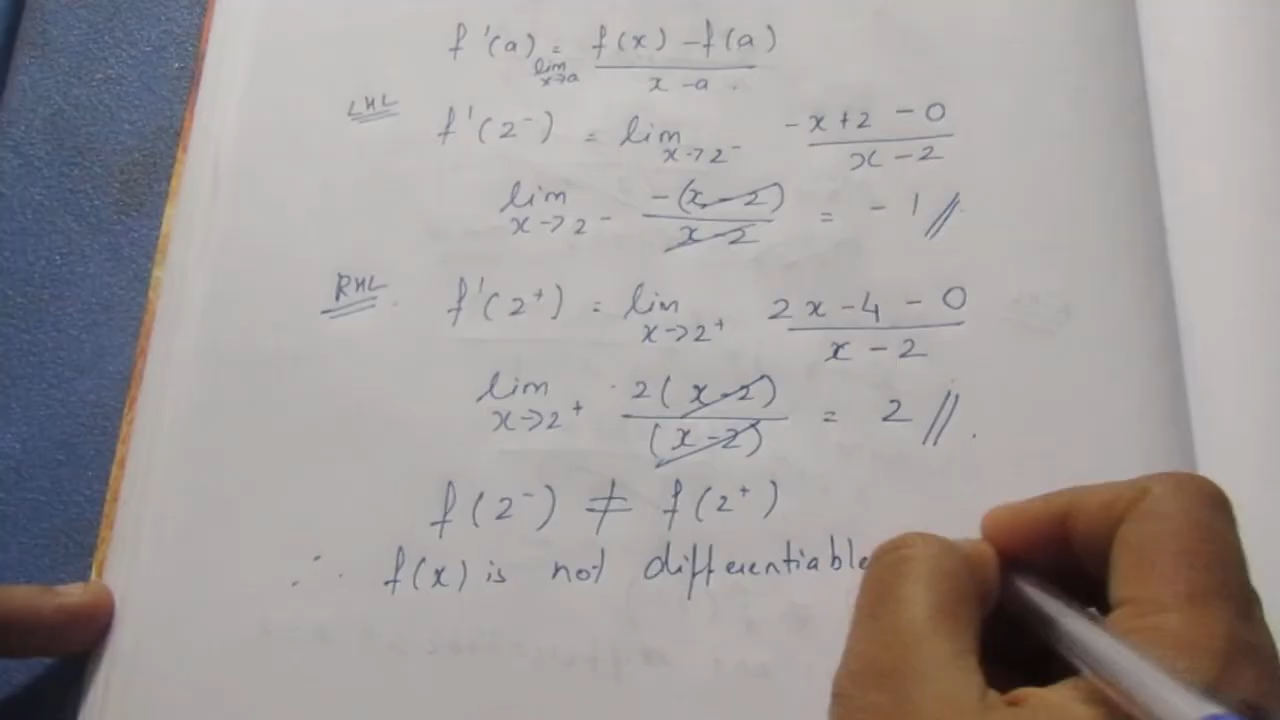 f'(a) = lim x→a f(x) - f(a) / x - a
LHL f'(2⁻) = lim x→2⁻ -x+2 - 0 / x - 2
lim x→2⁻ -(x-2) / x-2 = -1 //
RHL f'(2⁺) = lim x→2⁺ 2x-4 - 0 / x - 2
lim x→2⁺ 2(x-2) / (x-2) = 2 //
f(2⁻) ≠ f(2⁺)
∴ f(x) is not differentiable